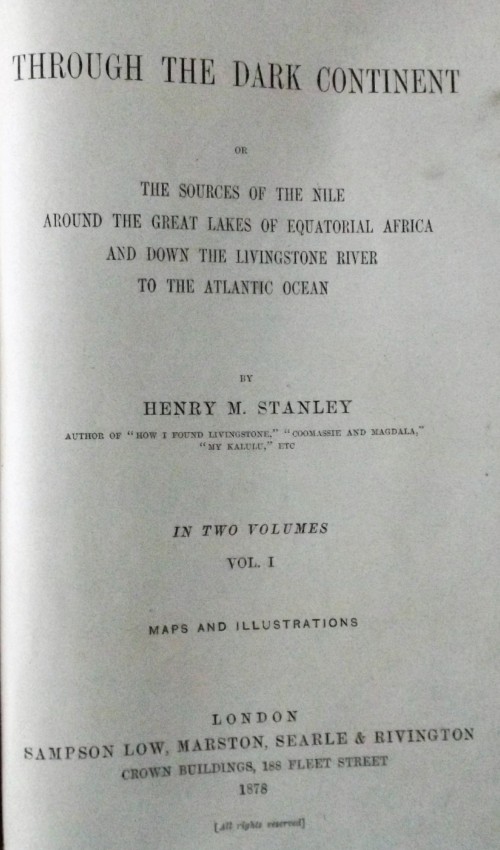 THROUGH THE DARK CONTINENT
OR
THE SOURCES OF THE NILE
AROUND THE GREAT LAKES OF EQUATORIAL AFRICA
AND DOWN THE LIVINGSTONE RIVER
TO THE ATLANTIC OCEAN
BY
HENRY M. STANLEY
AUTHOR OF "HOW I FOUND LIVINGSTONE," "COOMASSIE AND MAGDALA,"
"MY KALULU," ETC
IN TWO VOLUMES
VOL. I
MAPS AND ILLUSTRATIONS
LONDON
SAMPSON LOW, MARSTON, SEARLE & RIVINGTON
CROWN BUILDINGS, 188 FLEET STREET
1878
[All rights reserved]